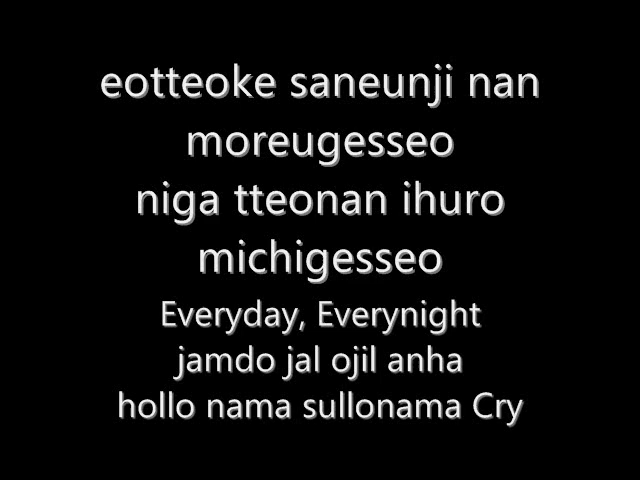 eotteoke saneunji nan
moreugesseo
niga tteonan ihuro
michigesseo
Everyday, Everynight
jamdo jal ojil anha
hollo nama sullonama Cry